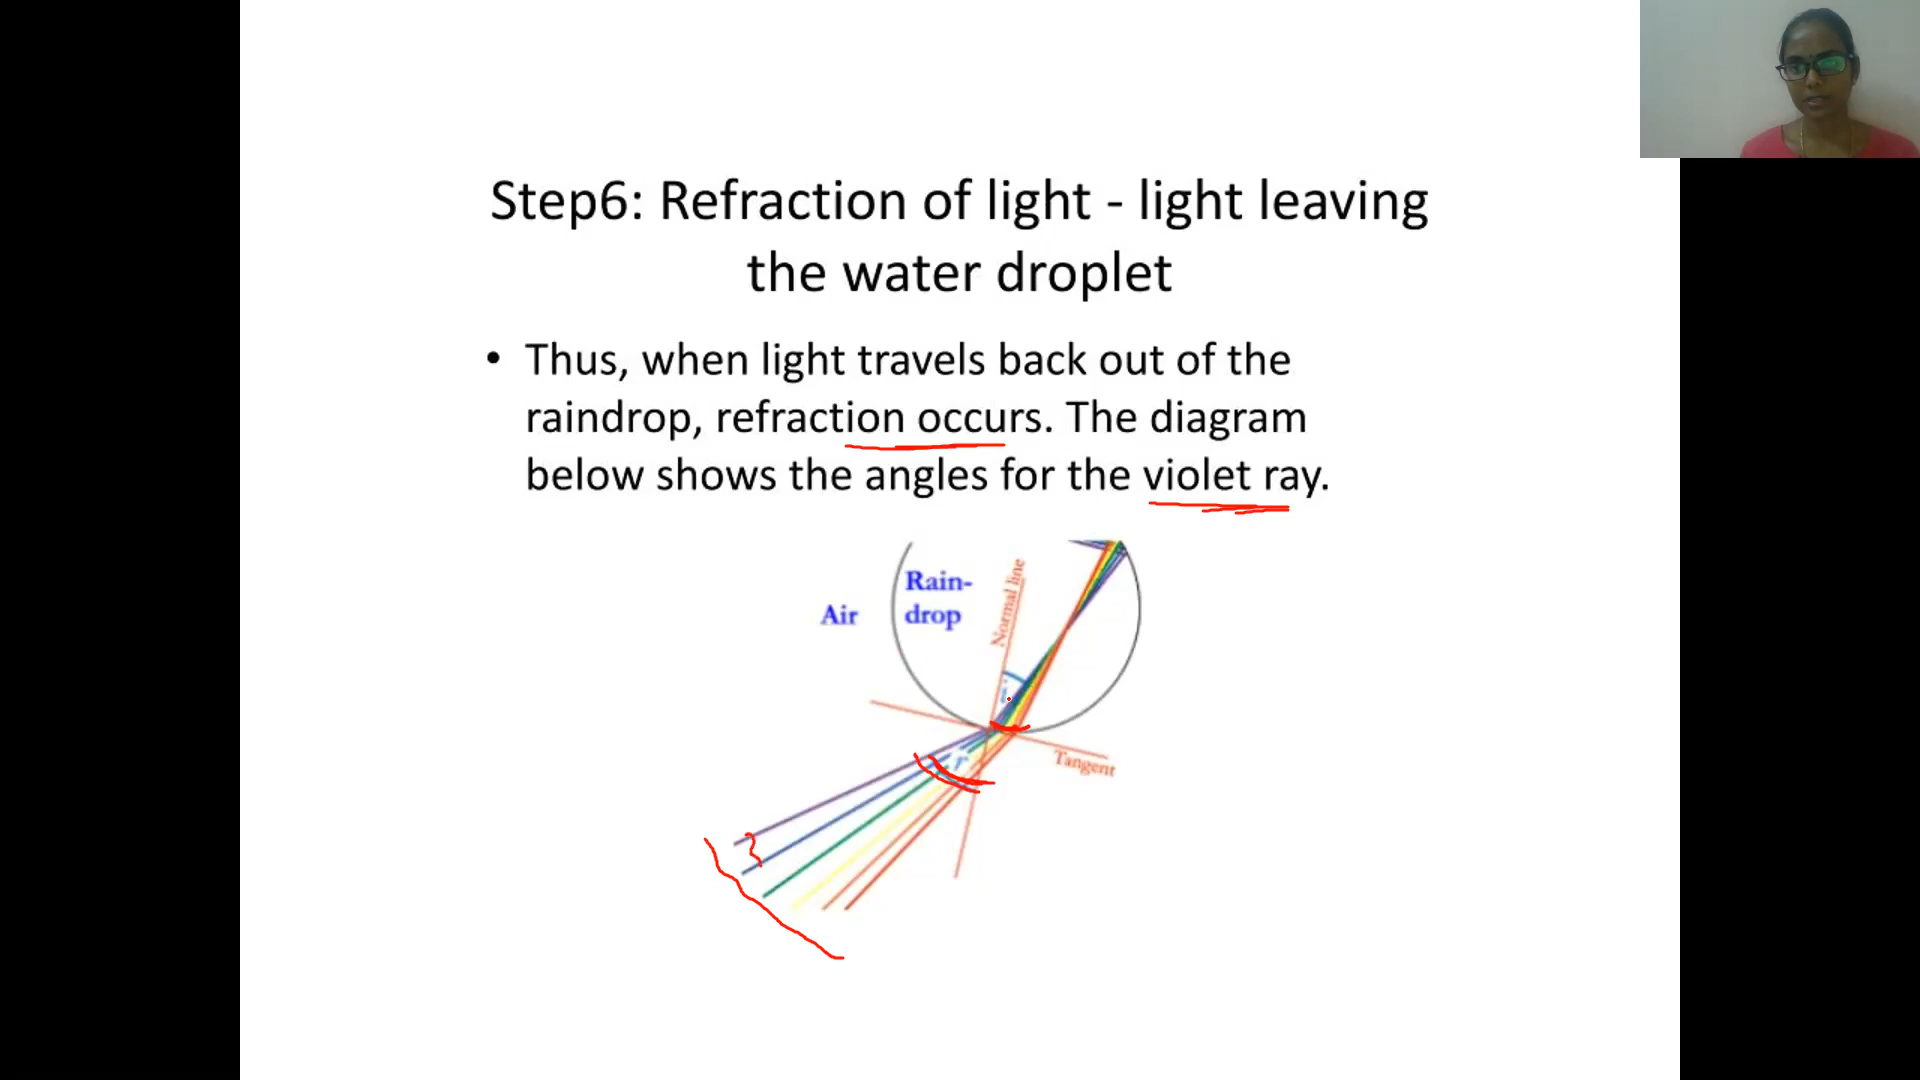 Step6: Refraction of light - light leaving
the water droplet
• Thus, when light travels back out of the
raindrop, refraction occurs. The diagram
below shows the angles for the violet ray.
Rain-
drop
Air
Normal line
i
r
Tangent